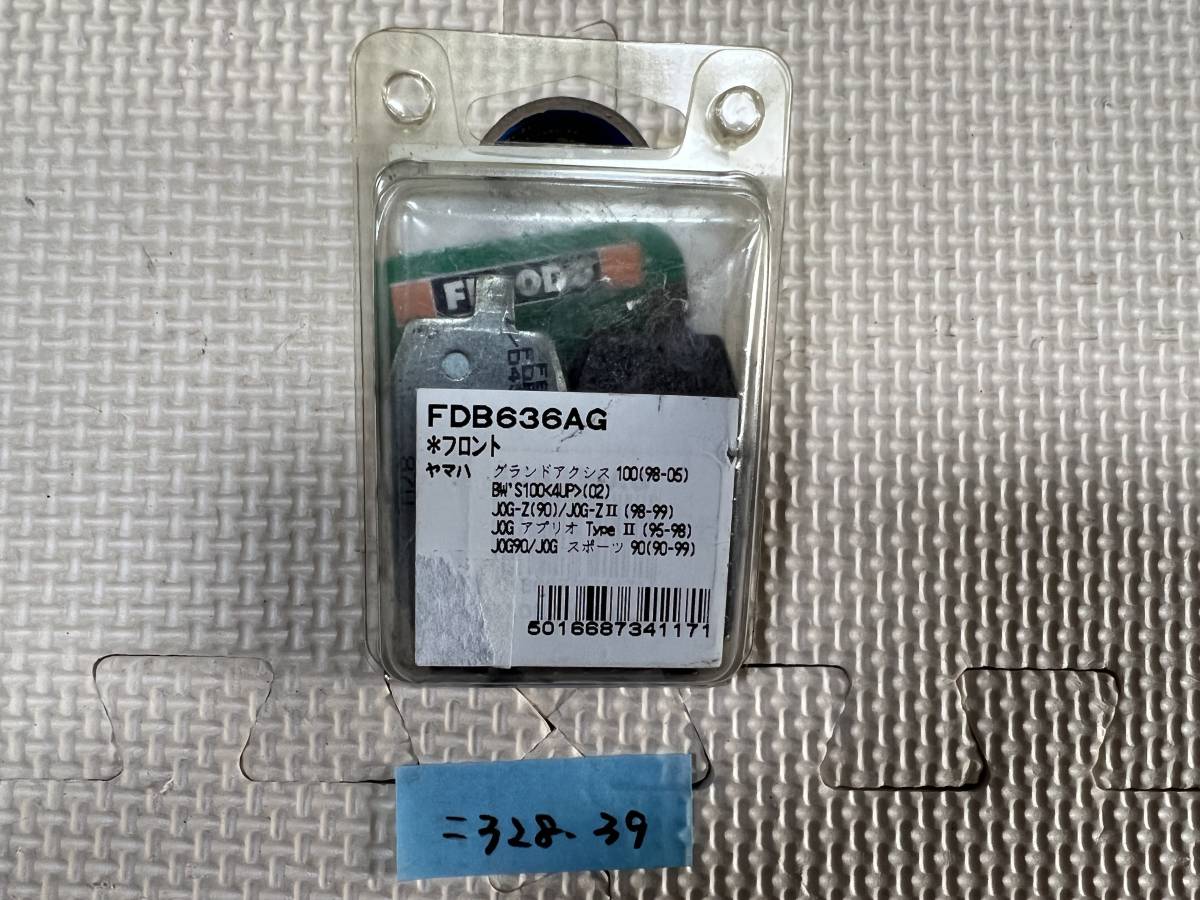 FDB636AG
*フロント
ヤマハ グランドアクシス 100(98-05)
BW'S100<4UP>(02)
JOG-Z(90)/JOG-ZⅡ (98-99)
JOG アプリオ Type Ⅱ (95-98)
JOG90/JOG スポーツ 90(90-99)
5016687341171
ニ328-39